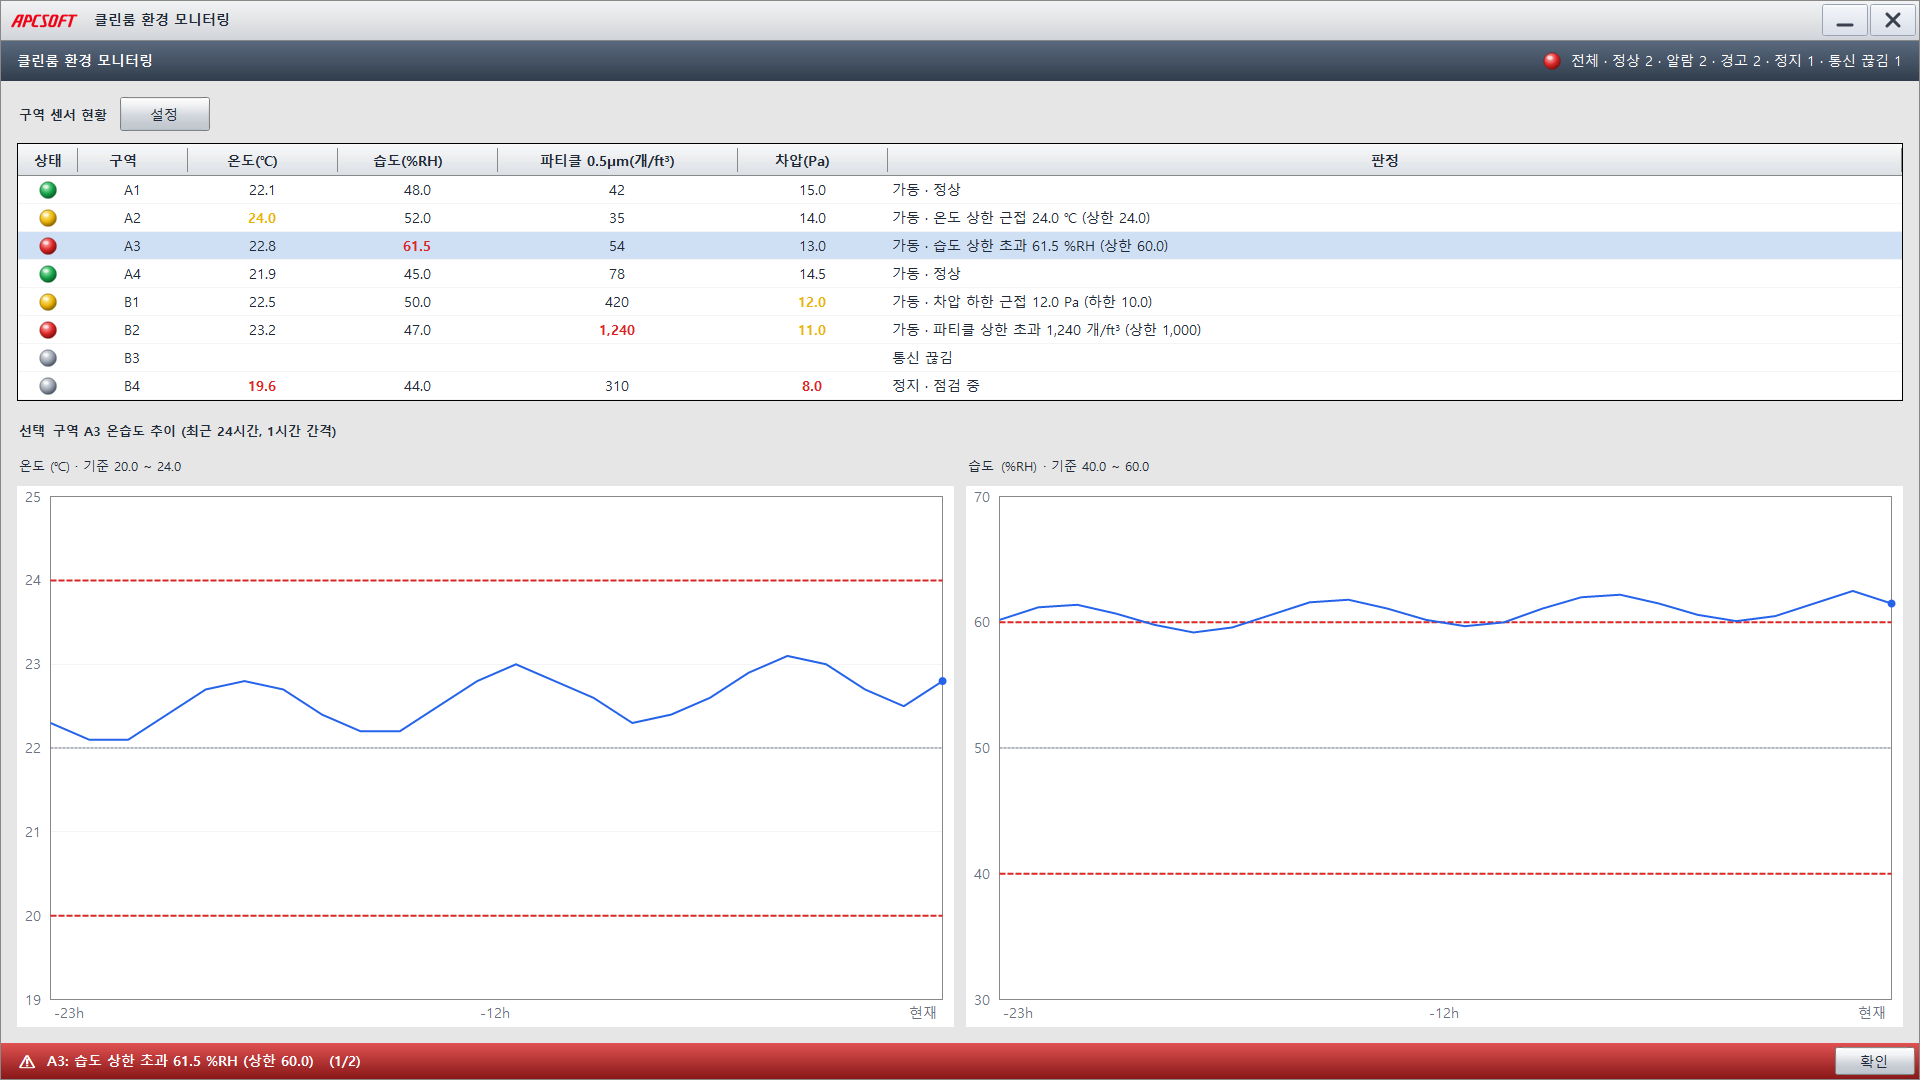 APCSOFT 클린룸 환경 모니터링
클린룸 환경 모니터링 전체 · 정상 2 · 알람 2 · 경고 2 · 정지 1 · 통신 끊김 1
구역 센서 현황 설정
상태 구역 온도(℃) 습도(%RH) 파티클 0.5μm(개/ft³) 차압(Pa) 판정
A1 22.1 48.0 42 15.0 가동 · 정상
A2 24.0 52.0 35 14.0 가동 · 온도 상한 근접 24.0 ℃ (상한 24.0)
A3 22.8 61.5 54 13.0 가동 · 습도 상한 초과 61.5 %RH (상한 60.0)
A4 21.9 45.0 78 14.5 가동 · 정상
B1 22.5 50.0 420 12.0 가동 · 차압 하한 근접 12.0 Pa (하한 10.0)
B2 23.2 47.0 1,240 11.0 가동 · 파티클 상한 초과 1,240 개/ft³ (상한 1,000)
B3 통신 끊김
B4 19.6 44.0 310 8.0 정지 · 점검 중
선택 구역 A3 온습도 추이 (최근 24시간, 1시간 간격)
온도 (℃) · 기준 20.0 ~ 24.0
25
24
23
22
21
20
19
-23h -12h 현재
습도 (%RH) · 기준 40.0 ~ 60.0
70
60
50
40
30
-23h -12h 현재
A3: 습도 상한 초과 61.5 %RH (상한 60.0) (1/2) 확인